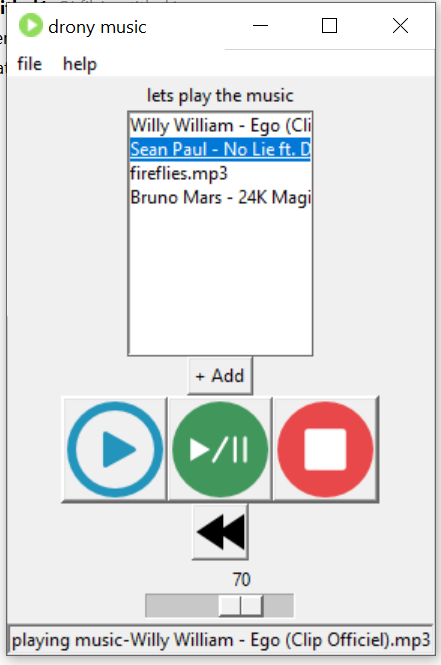 drony music
file help
lets play the music
Willy William - Ego (Cli
Sean Paul - No Lie ft. D
fireflies.mp3
Bruno Mars - 24K Magi
+ Add
70
playing music-Willy William - Ego (Clip Officiel).mp3